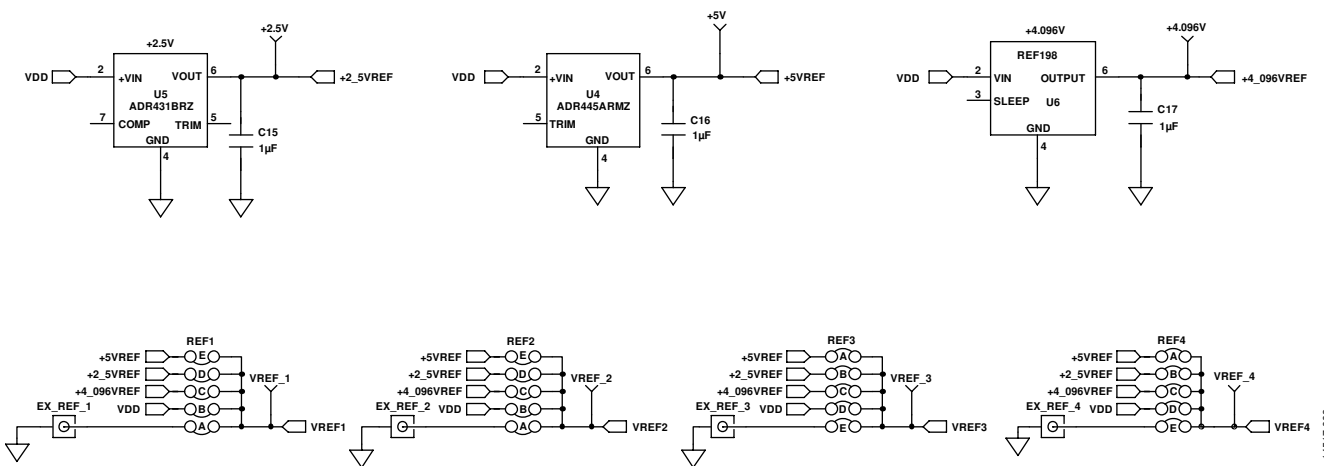 +2.5V
+2.5V
VDD
2
+VIN
VOUT
6
+2_5VREF
U5
ADR431BRZ
7
COMP
TRIM
5
GND
4
C15
1µF
+5V
VDD
2
+VIN
VOUT
6
+5VREF
U4
ADR445ARMZ
5
TRIM
GND
4
C16
1µF
+4.096V
+4.096V
REF198
VDD
2
VIN
OUTPUT
6
+4_096VREF
3
SLEEP
U6
GND
4
C17
1µF
REF1
+5VREF
E
+2_5VREF
D
VREF_1
+4_096VREF
C
EX_REF_1
VDD
B
A
VREF1
REF2
+5VREF
E
+2_5VREF
D
VREF_2
+4_096VREF
C
EX_REF_2
VDD
B
A
VREF2
REF3
+5VREF
A
+2_5VREF
B
VREF_3
+4_096VREF
C
EX_REF_3
VDD
D
E
VREF3
REF4
+5VREF
A
+2_5VREF
B
VREF_4
+4_096VREF
C
EX_REF_4
VDD
D
E
VREF4